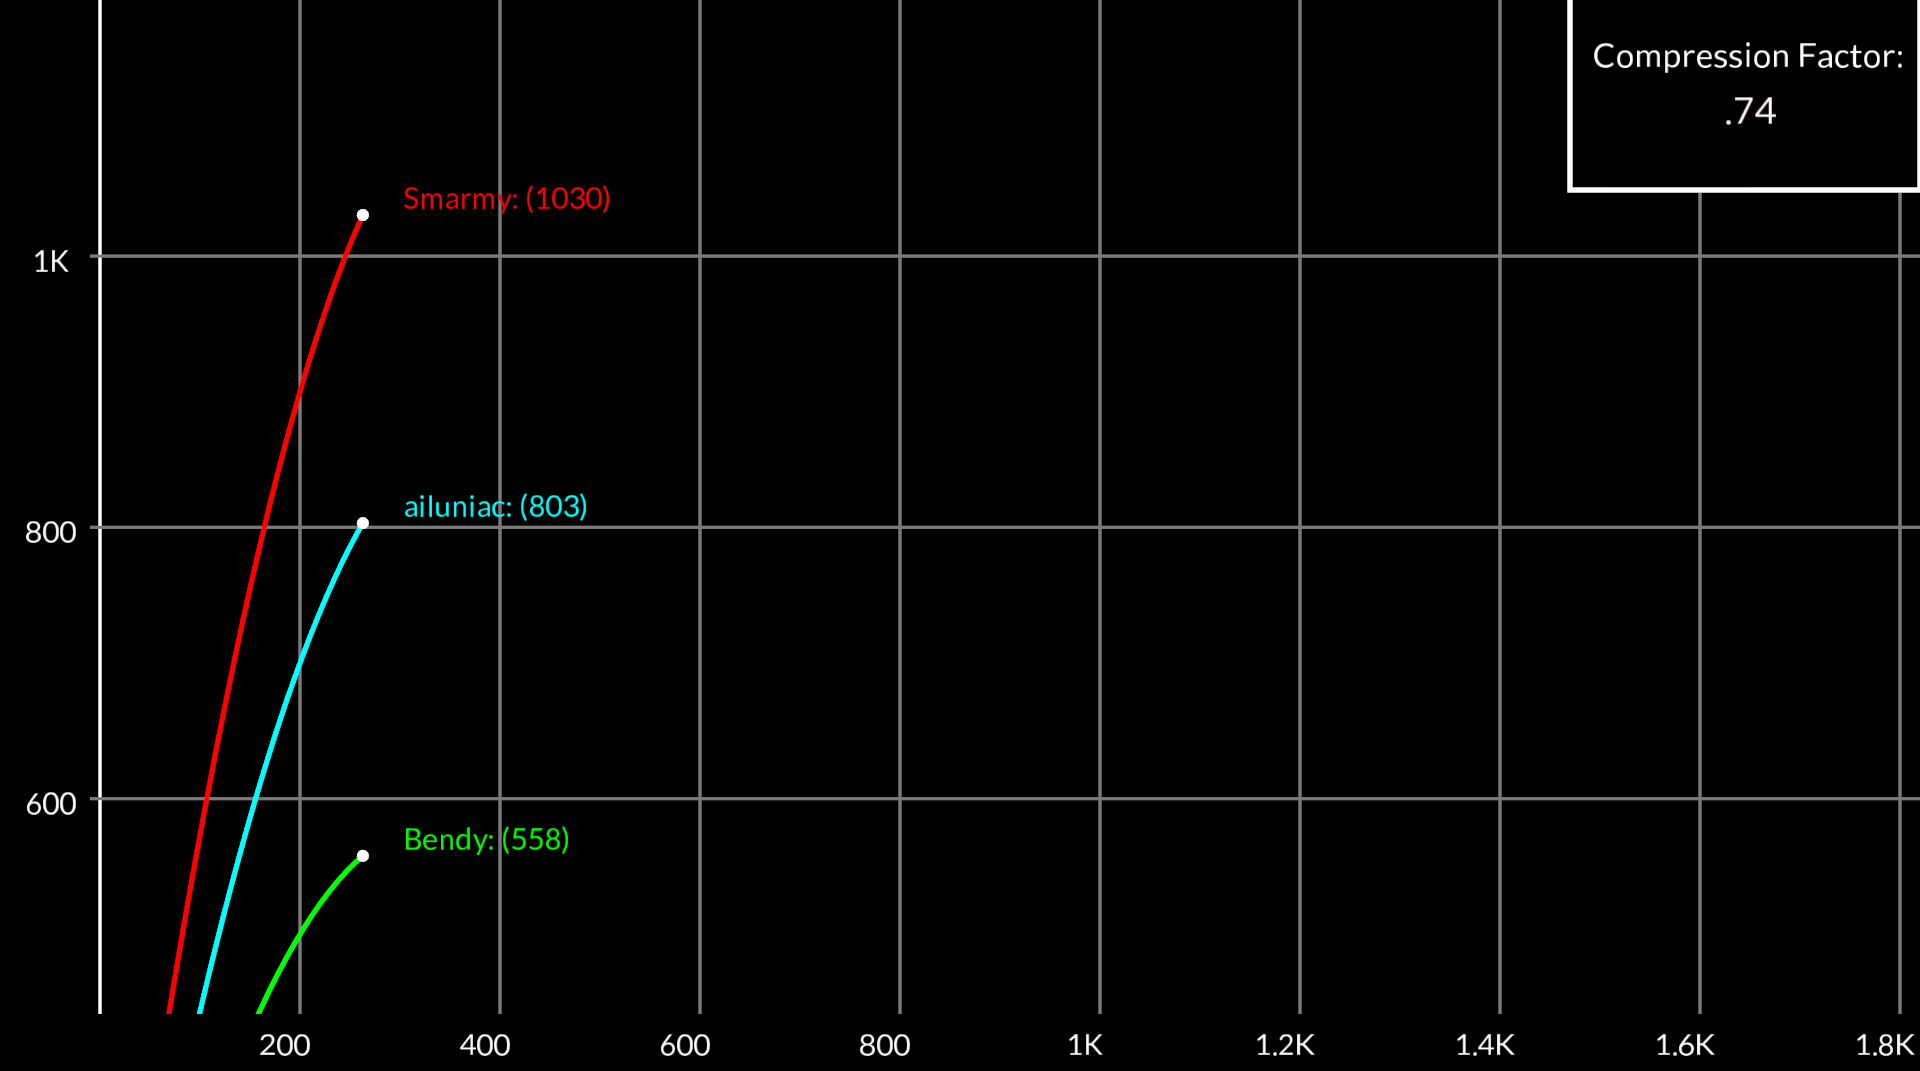 Compression Factor:
.74
Smarmy: (1030)
1K
ailuniac: (803)
800
600
Bendy: (558)
200 400 600 800 1K 1.2K 1.4K 1.6K 1.8K